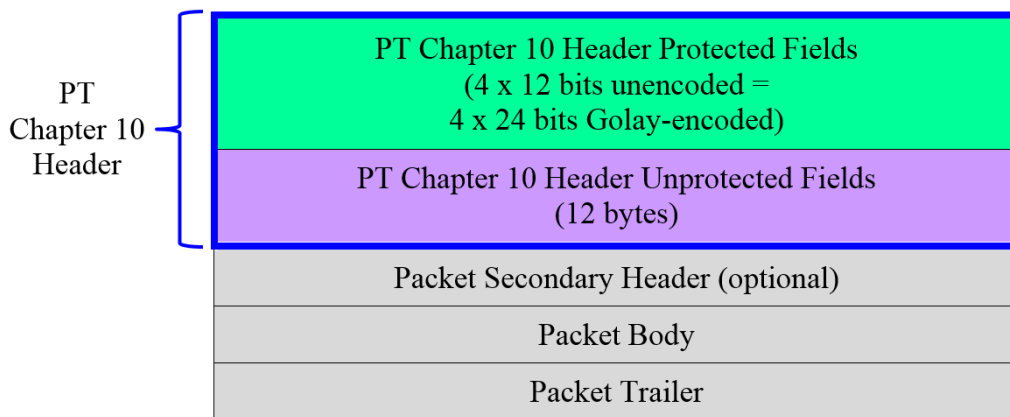 PT Chapter 10 Header Protected Fields
(4 x 12 bits unencoded =
4 x 24 bits Golay-encoded)
PT
Chapter 10
Header
PT Chapter 10 Header Unprotected Fields
(12 bytes)
Packet Secondary Header (optional)
Packet Body
Packet Trailer